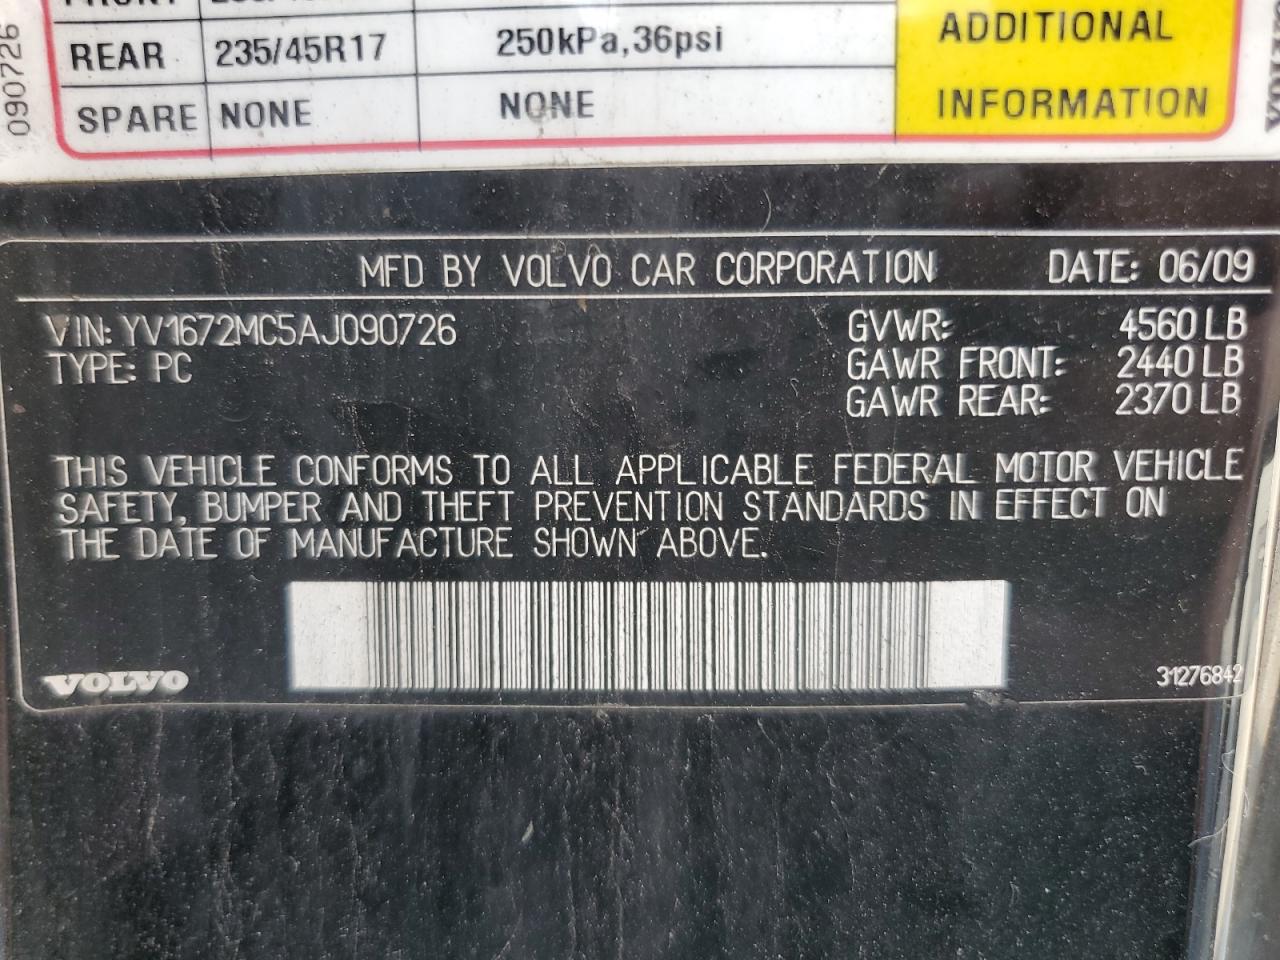 090726
REAR 235/45R17 250kPa,36psi
SPARE NONE NONE
ADDITIONAL
INFORMATION
MFD BY VOLVO CAR CORPORATION DATE: 06/09
VIN: YV1672MC5AJ090726
TYPE: PC
GVWR: 4560 LB
GAWR FRONT: 2440 LB
GAWR REAR: 2370 LB
THIS VEHICLE CONFORMS TO ALL APPLICABLE FEDERAL MOTOR VEHICLE
SAFETY, BUMPER AND THEFT PREVENTION STANDARDS IN EFFECT ON
THE DATE OF MANUFACTURE SHOWN ABOVE.
VOLVO
31276842